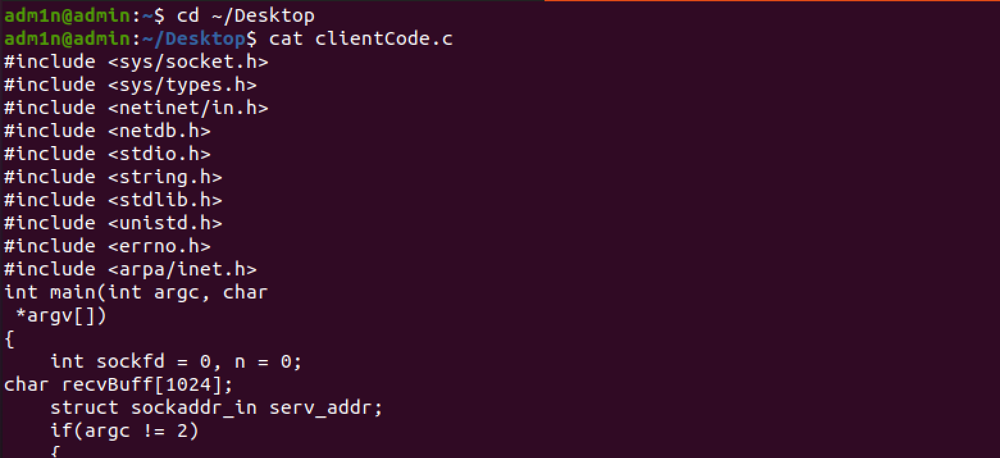 adm1n@admin:~$ cd ~/Desktop
adm1n@admin:~/Desktop$ cat clientCode.c
#include <sys/socket.h>
#include <sys/types.h>
#include <netinet/in.h>
#include <netdb.h>
#include <stdio.h>
#include <string.h>
#include <stdlib.h>
#include <unistd.h>
#include <errno.h>
#include <arpa/inet.h>
int main(int argc, char
 *argv[])
{
    int sockfd = 0, n = 0;
char recvBuff[1024];
    struct sockaddr_in serv_addr;
    if(argc != 2)
    {